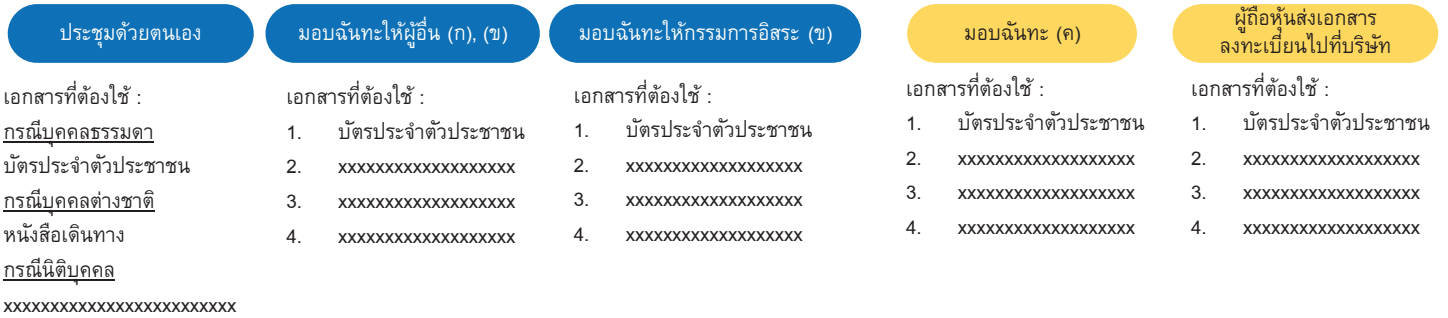 ประชุมด้วยตนเอง
เอกสารที่ต้องใช้ :
กรณีบุคคลธรรมดา
บัตรประจำตัวประชาชน
กรณีบุคคลต่างชาติ
หนังสือเดินทาง
กรณีนิติบุคคล
xxxxxxxxxxxxxxxxxxxxxxxxx
มอบฉันทะให้ผู้อื่น (ก), (ข)
เอกสารที่ต้องใช้ :
1. บัตรประจำตัวประชาชน
2. xxxxxxxxxxxxxxxxxxx
3. xxxxxxxxxxxxxxxxxxx
4. xxxxxxxxxxxxxxxxxxx
มอบฉันทะให้กรรมการอิสระ (ข)
เอกสารที่ต้องใช้ :
1. บัตรประจำตัวประชาชน
2. xxxxxxxxxxxxxxxxxxx
3. xxxxxxxxxxxxxxxxxxx
4. xxxxxxxxxxxxxxxxxxx
มอบฉันทะ (ค)
เอกสารที่ต้องใช้ :
1. บัตรประจำตัวประชาชน
2. xxxxxxxxxxxxxxxxxxx
3. xxxxxxxxxxxxxxxxxxx
4. xxxxxxxxxxxxxxxxxxx
ผู้ถือหุ้นส่งเอกสาร
ลงทะเบียนไปที่บริษัท
เอกสารที่ต้องใช้ :
1. บัตรประจำตัวประชาชน
2. xxxxxxxxxxxxxxxxxxx
3. xxxxxxxxxxxxxxxxxxx
4. xxxxxxxxxxxxxxxxxxx